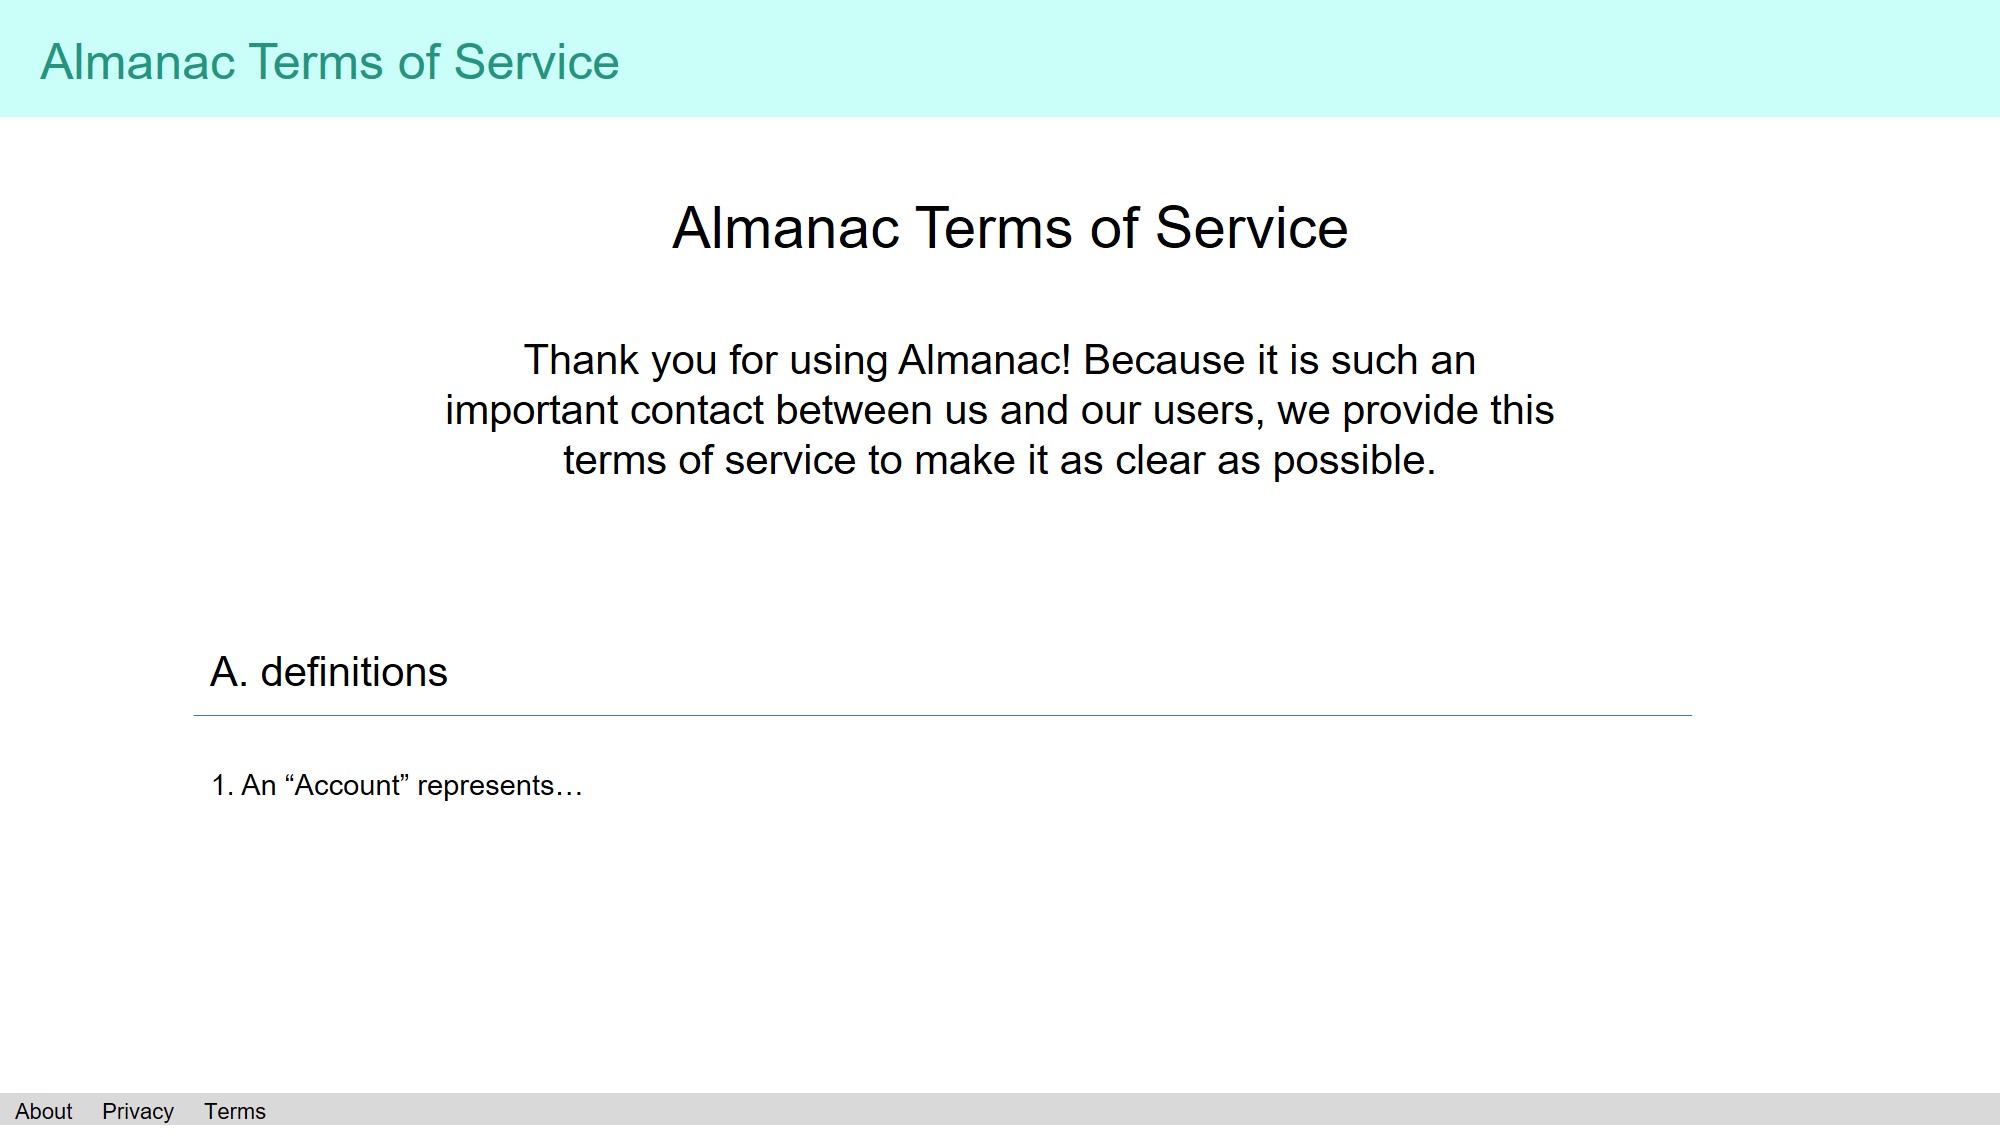 Almanac Terms of Service
Almanac Terms of Service
Thank you for using Almanac! Because it is such an
important contact between us and our users, we provide this
terms of service to make it as clear as possible.
A. definitions
1. An “Account” represents…
About Privacy Terms